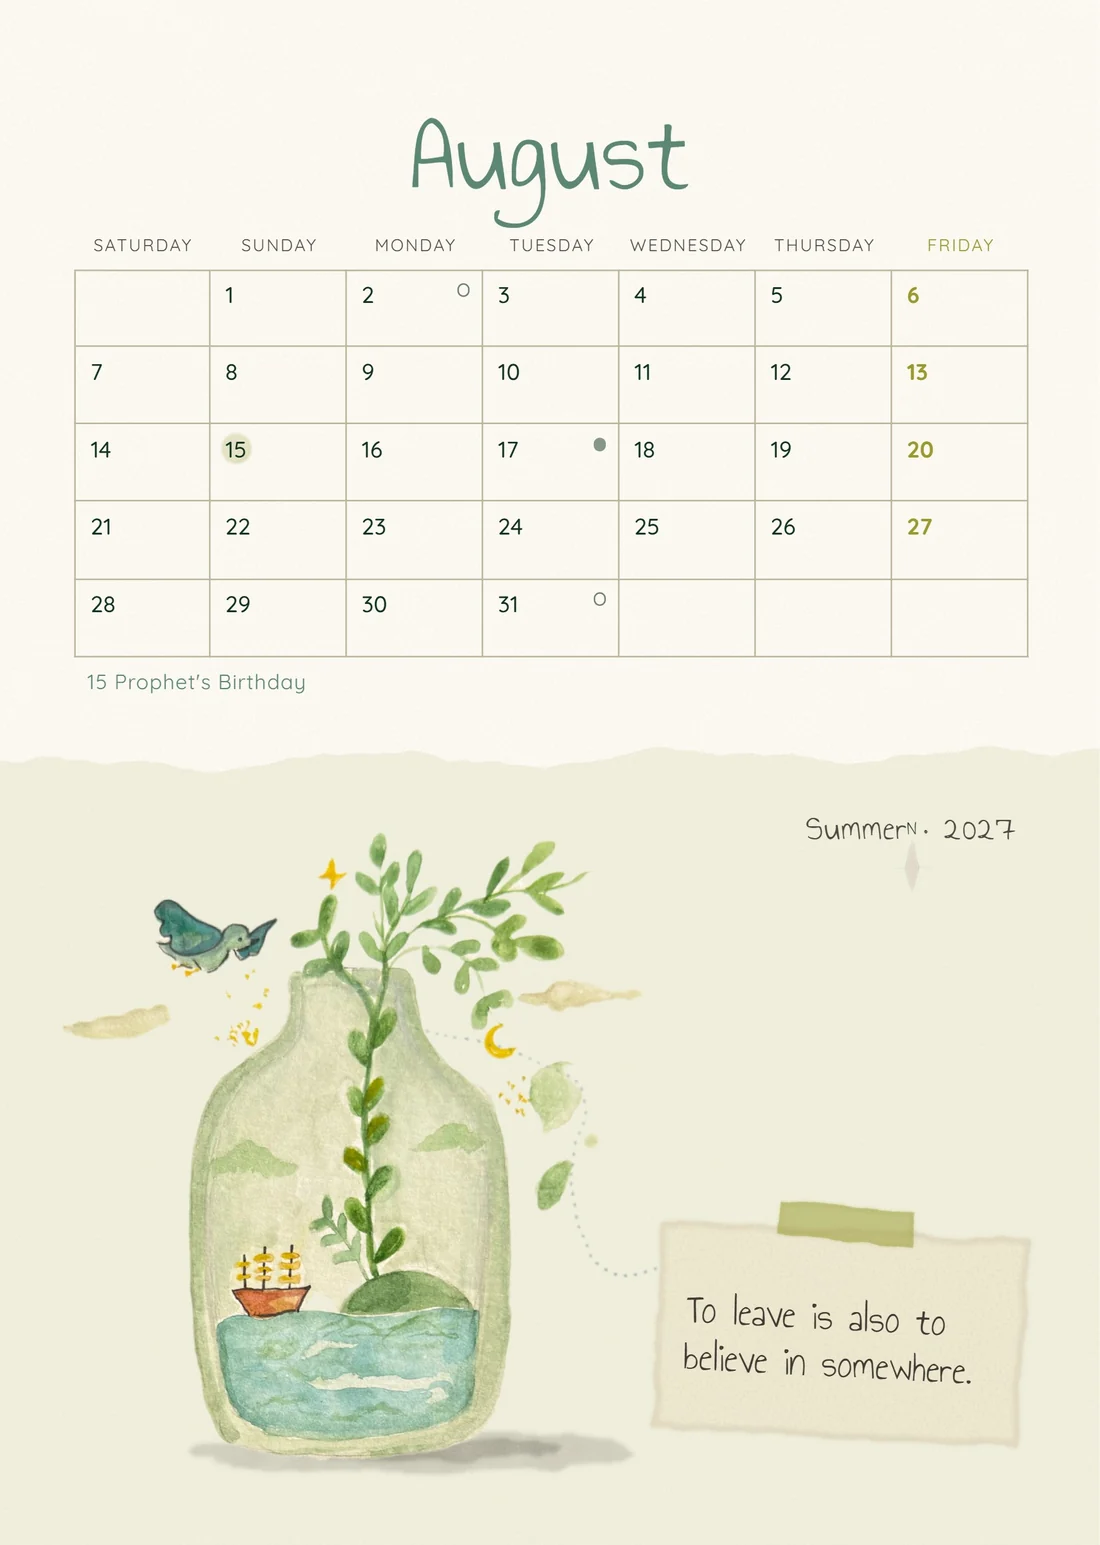 August
SATURDAY SUNDAY MONDAY TUESDAY WEDNESDAY THURSDAY FRIDAY
1 2 3 4 5 6
7 8 9 10 11 12 13
14 15 16 17 18 19 20
21 22 23 24 25 26 27
28 29 30 31
15 Prophet's Birthday
Summer · 2027
N
To leave is also to
believe in somewhere.